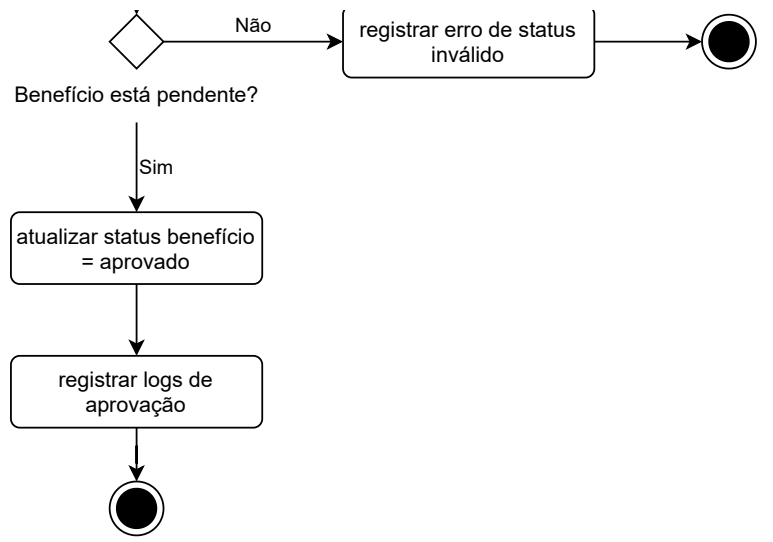 Não
registrar erro de status
inválido
Benefício está pendente?
Sim
atualizar status benefício
= aprovado
registrar logs de
aprovação